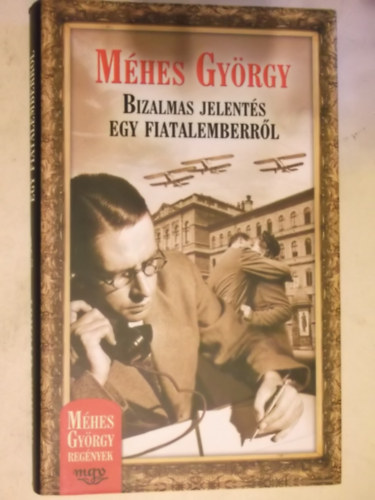 MÉHES GYÖRGY
BIZALMAS JELENTÉS
EGY FIATALEMBERRŐL
EGY FIATALEMBERRŐL
MÉHES
GYÖRGY
REGÉNYEK